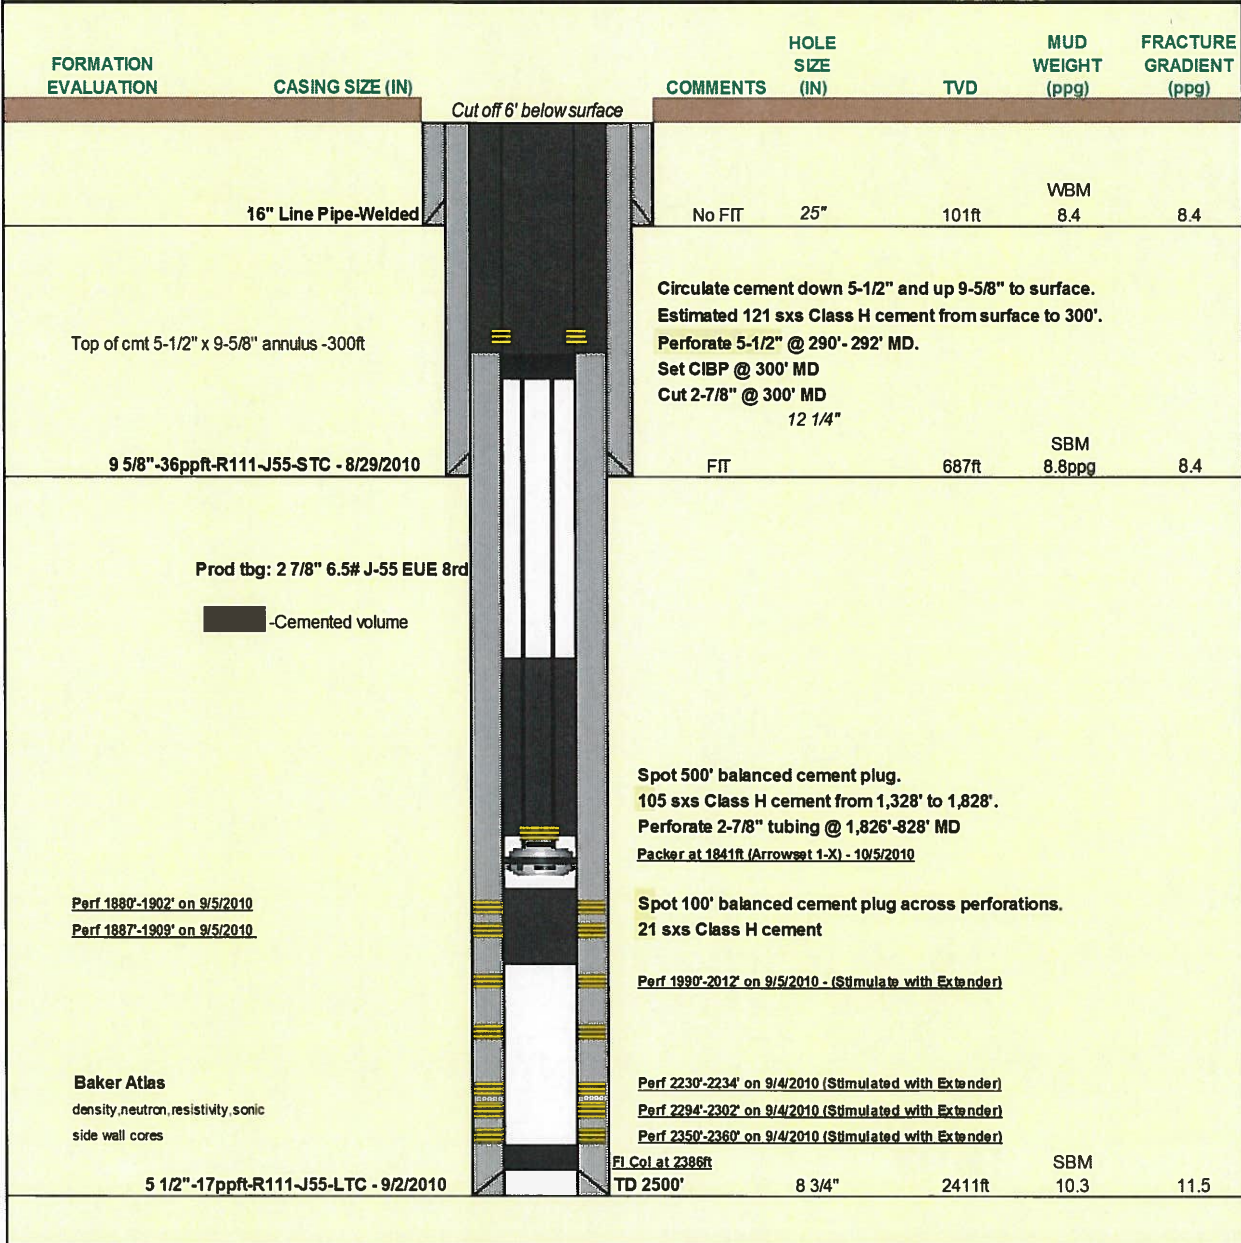 FORMATION EVALUATION
CASING SIZE (IN)
COMMENTS
HOLE SIZE (IN)
TVD
MUD WEIGHT (ppg)
FRACTURE GRADIENT (ppg)
Cut off 6' below surface
16" Line Pipe-Welded
No FIT
25"
101ft
WBM
8.4
8.4
Circulate cement down 5-1/2" and up 9-5/8" to surface.
Estimated 121 sxs Class H cement from surface to 300'.
Top of cmt 5-1/2" x 9-5/8" annulus -300ft
Perforate 5-1/2" @ 290'- 292' MD.
Set CIBP @ 300' MD
Cut 2-7/8" @ 300' MD
12 1/4"
9 5/8"-36ppft-R111-J55-STC - 8/29/2010
FIT
687ft
SBM
8.8ppg
8.4
Prod tbg: 2 7/8" 6.5# J-55 EUE 8rd
-Cemented volume
Spot 500' balanced cement plug.
105 sxs Class H cement from 1,328' to 1,828'.
Perforate 2-7/8" tubing @ 1,826'-828' MD
Packer at 1841ft (Arrowset 1-X) - 10/5/2010
Perf 1880'-1902' on 9/5/2010
Perf 1887'-1909' on 9/5/2010
Spot 100' balanced cement plug across perforations.
21 sxs Class H cement
Perf 1990'-2012' on 9/5/2010 - (Stimulate with Extender)
Baker Atlas
density,neutron,resistivity,sonic
side wall cores
Perf 2230'-2234' on 9/4/2010 (Stimulated with Extender)
Perf 2294'-2302' on 9/4/2010 (Stimulated with Extender)
Perf 2350'-2360' on 9/4/2010 (Stimulated with Extender)
Fl Col at 2386ft
5 1/2"-17ppft-R111-J55-LTC - 9/2/2010
TD 2500'
8 3/4"
2411ft
SBM
10.3
11.5